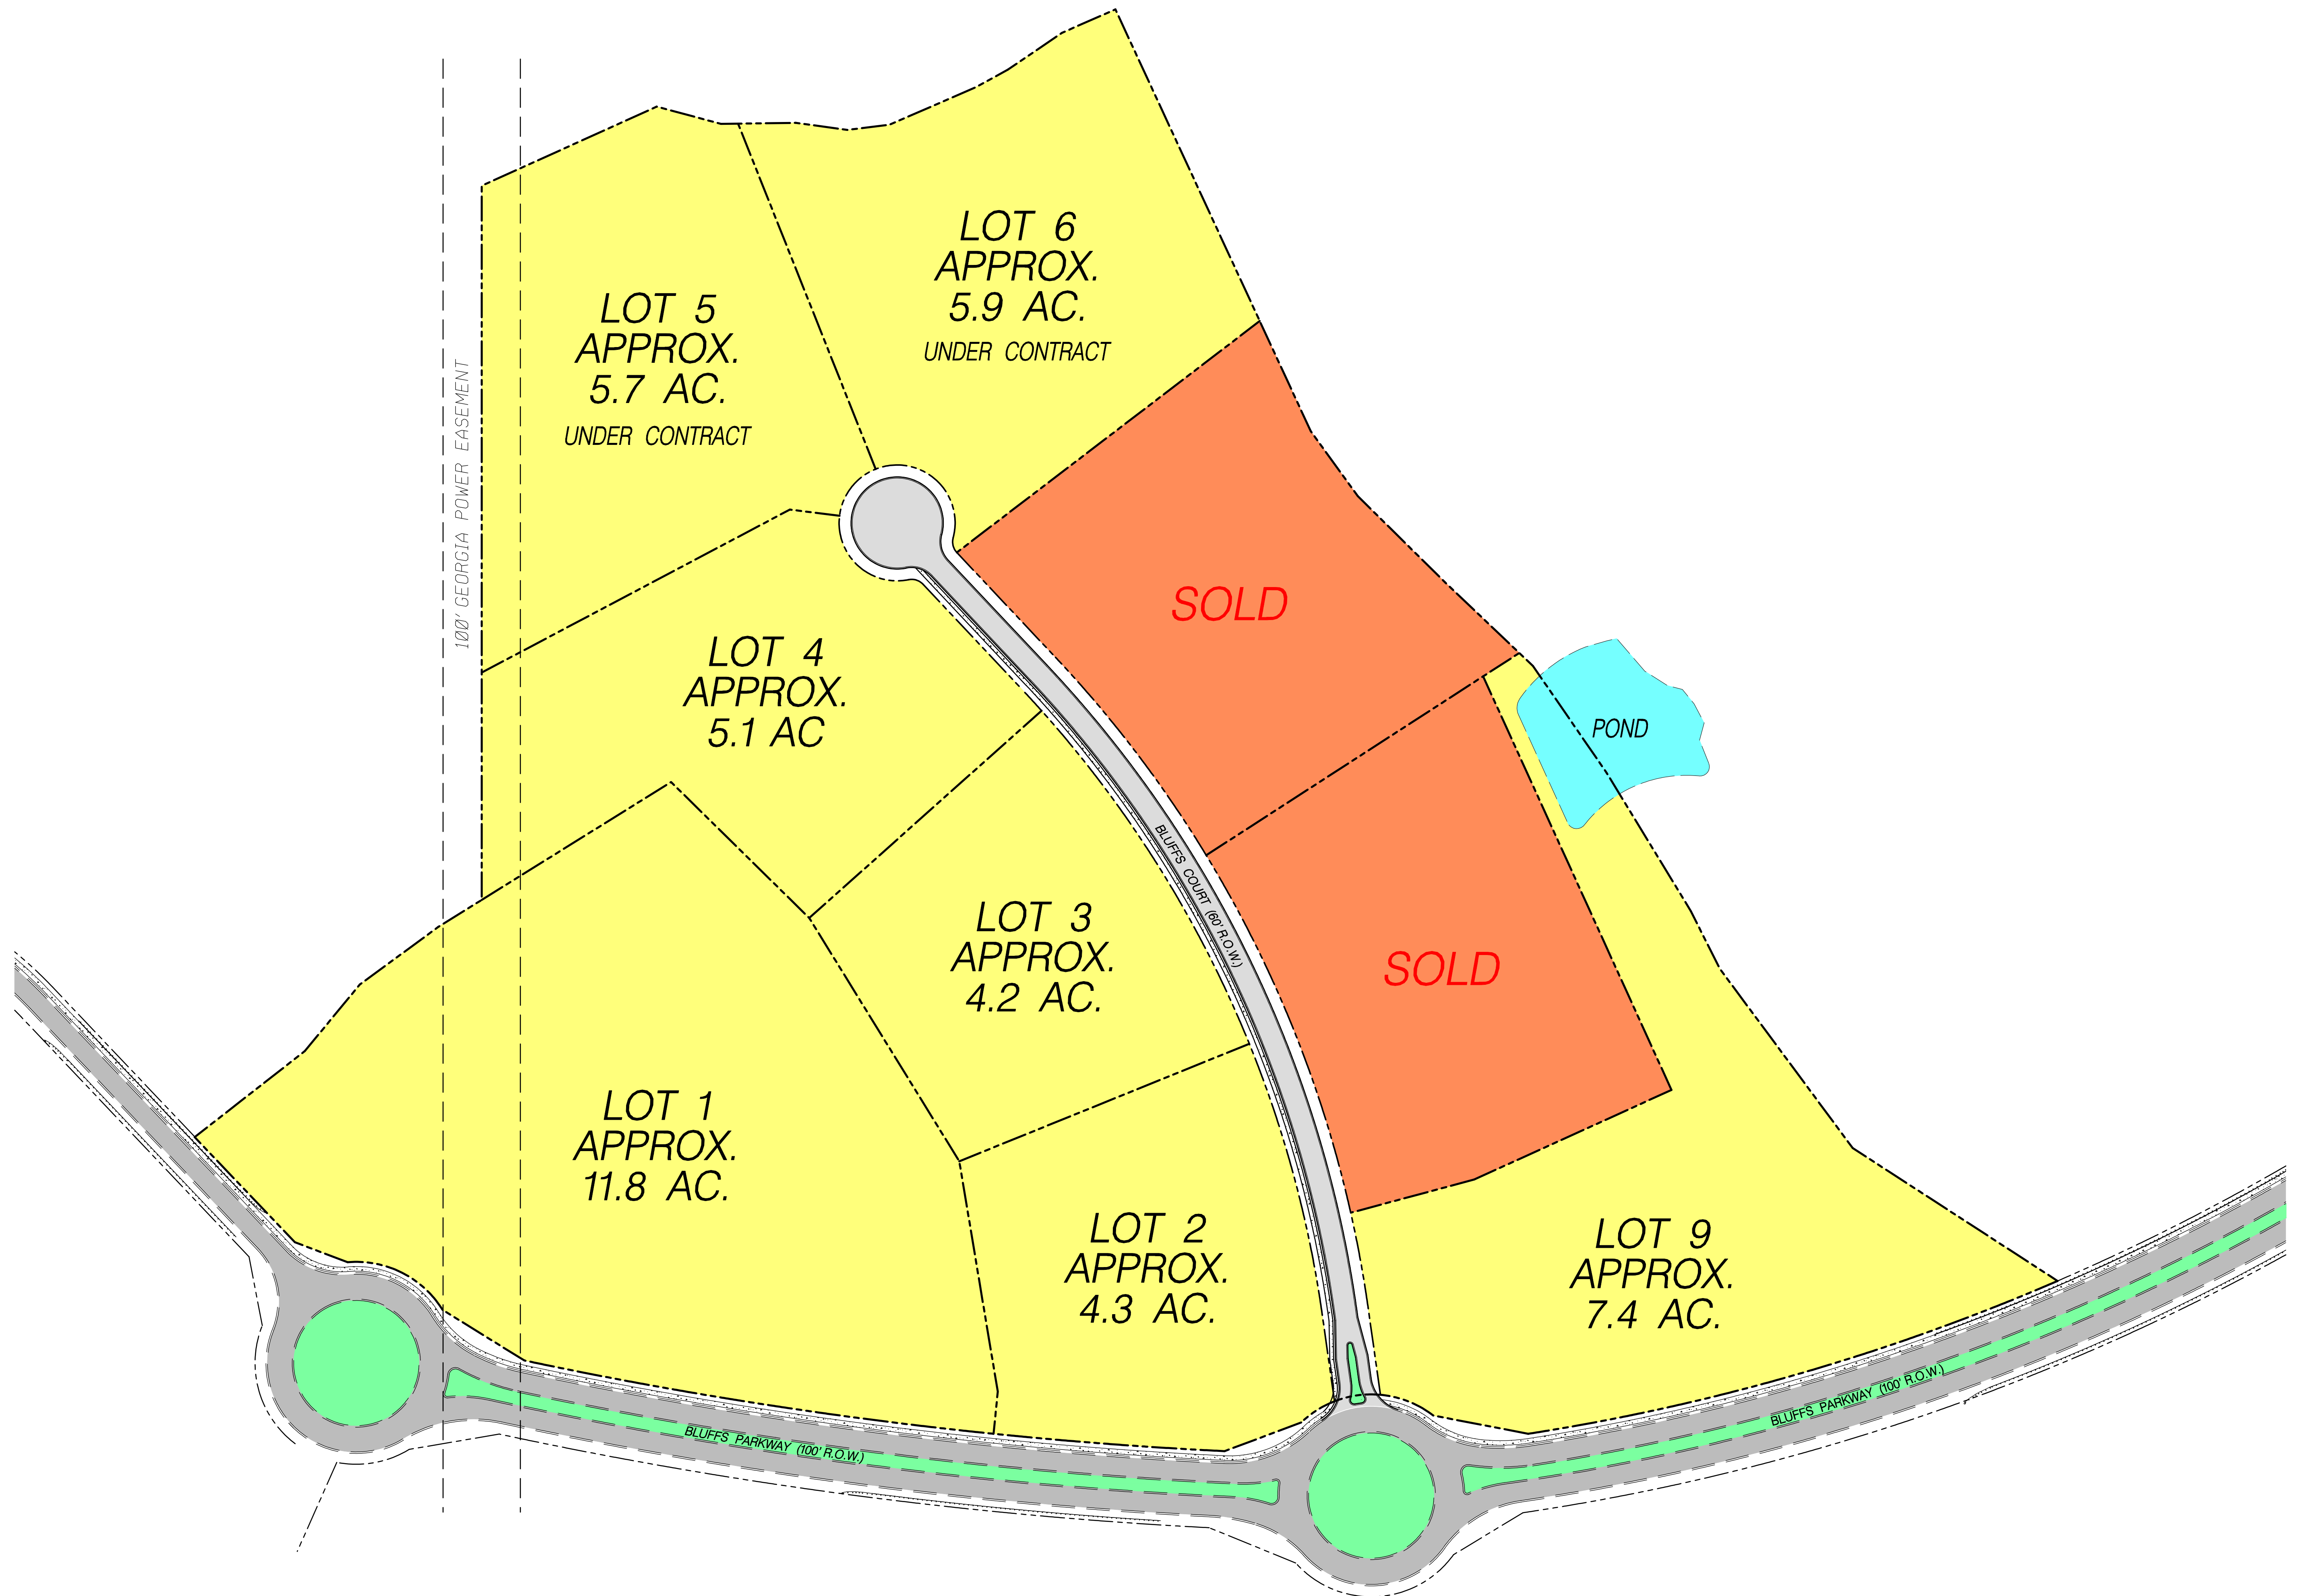 LOT 6
APPROX.
5.9 AC.
UNDER CONTRACT
LOT 5
APPROX.
5.7 AC.
UNDER CONTRACT
100' GEORGIA POWER EASEMENT
SOLD
LOT 4
APPROX.
5.1 AC
POND
BLUFFS COURT (60' R.O.W.)
LOT 3
APPROX.
4.2 AC.
SOLD
LOT 1
APPROX.
11.8 AC.
LOT 2
APPROX.
4.3 AC.
LOT 9
APPROX.
7.4 AC.
BLUFFS PARKWAY (100' R.O.W.)
BLUFFS PARKWAY (100' R.O.W.)